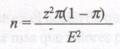 n = z²π(1 − π) / E²